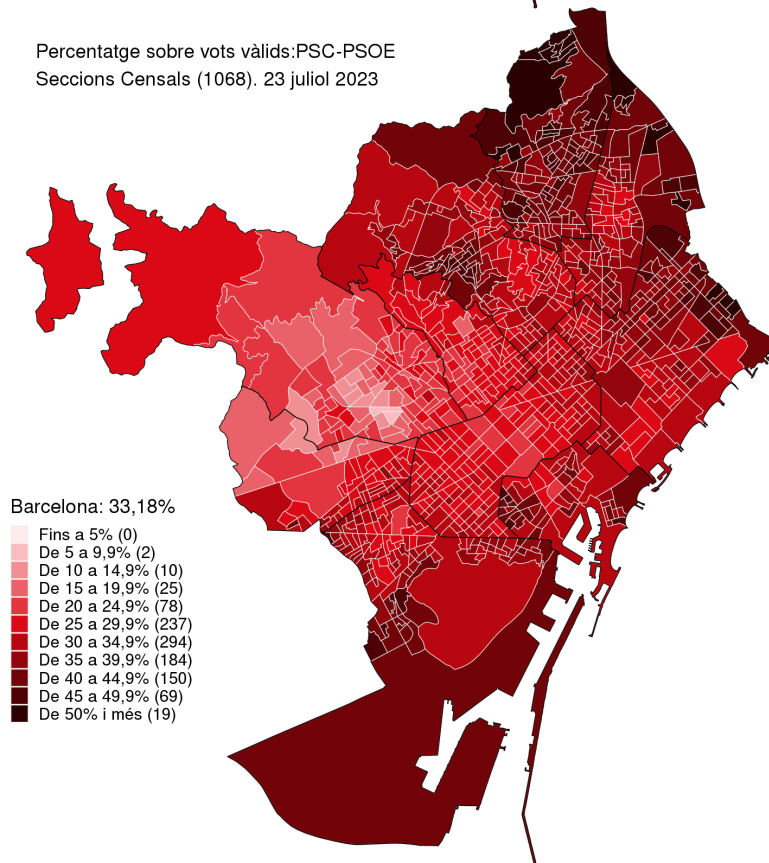 Percentatge sobre vots vàlids:PSC-PSOE
Seccions Censals (1068). 23 juliol 2023
Barcelona: 33,18%
Fins a 5% (0)
De 5 a 9,9% (2)
De 10 a 14,9% (10)
De 15 a 19,9% (25)
De 20 a 24,9% (78)
De 25 a 29,9% (237)
De 30 a 34,9% (294)
De 35 a 39,9% (184)
De 40 a 44,9% (150)
De 45 a 49,9% (69)
De 50% i més (19)